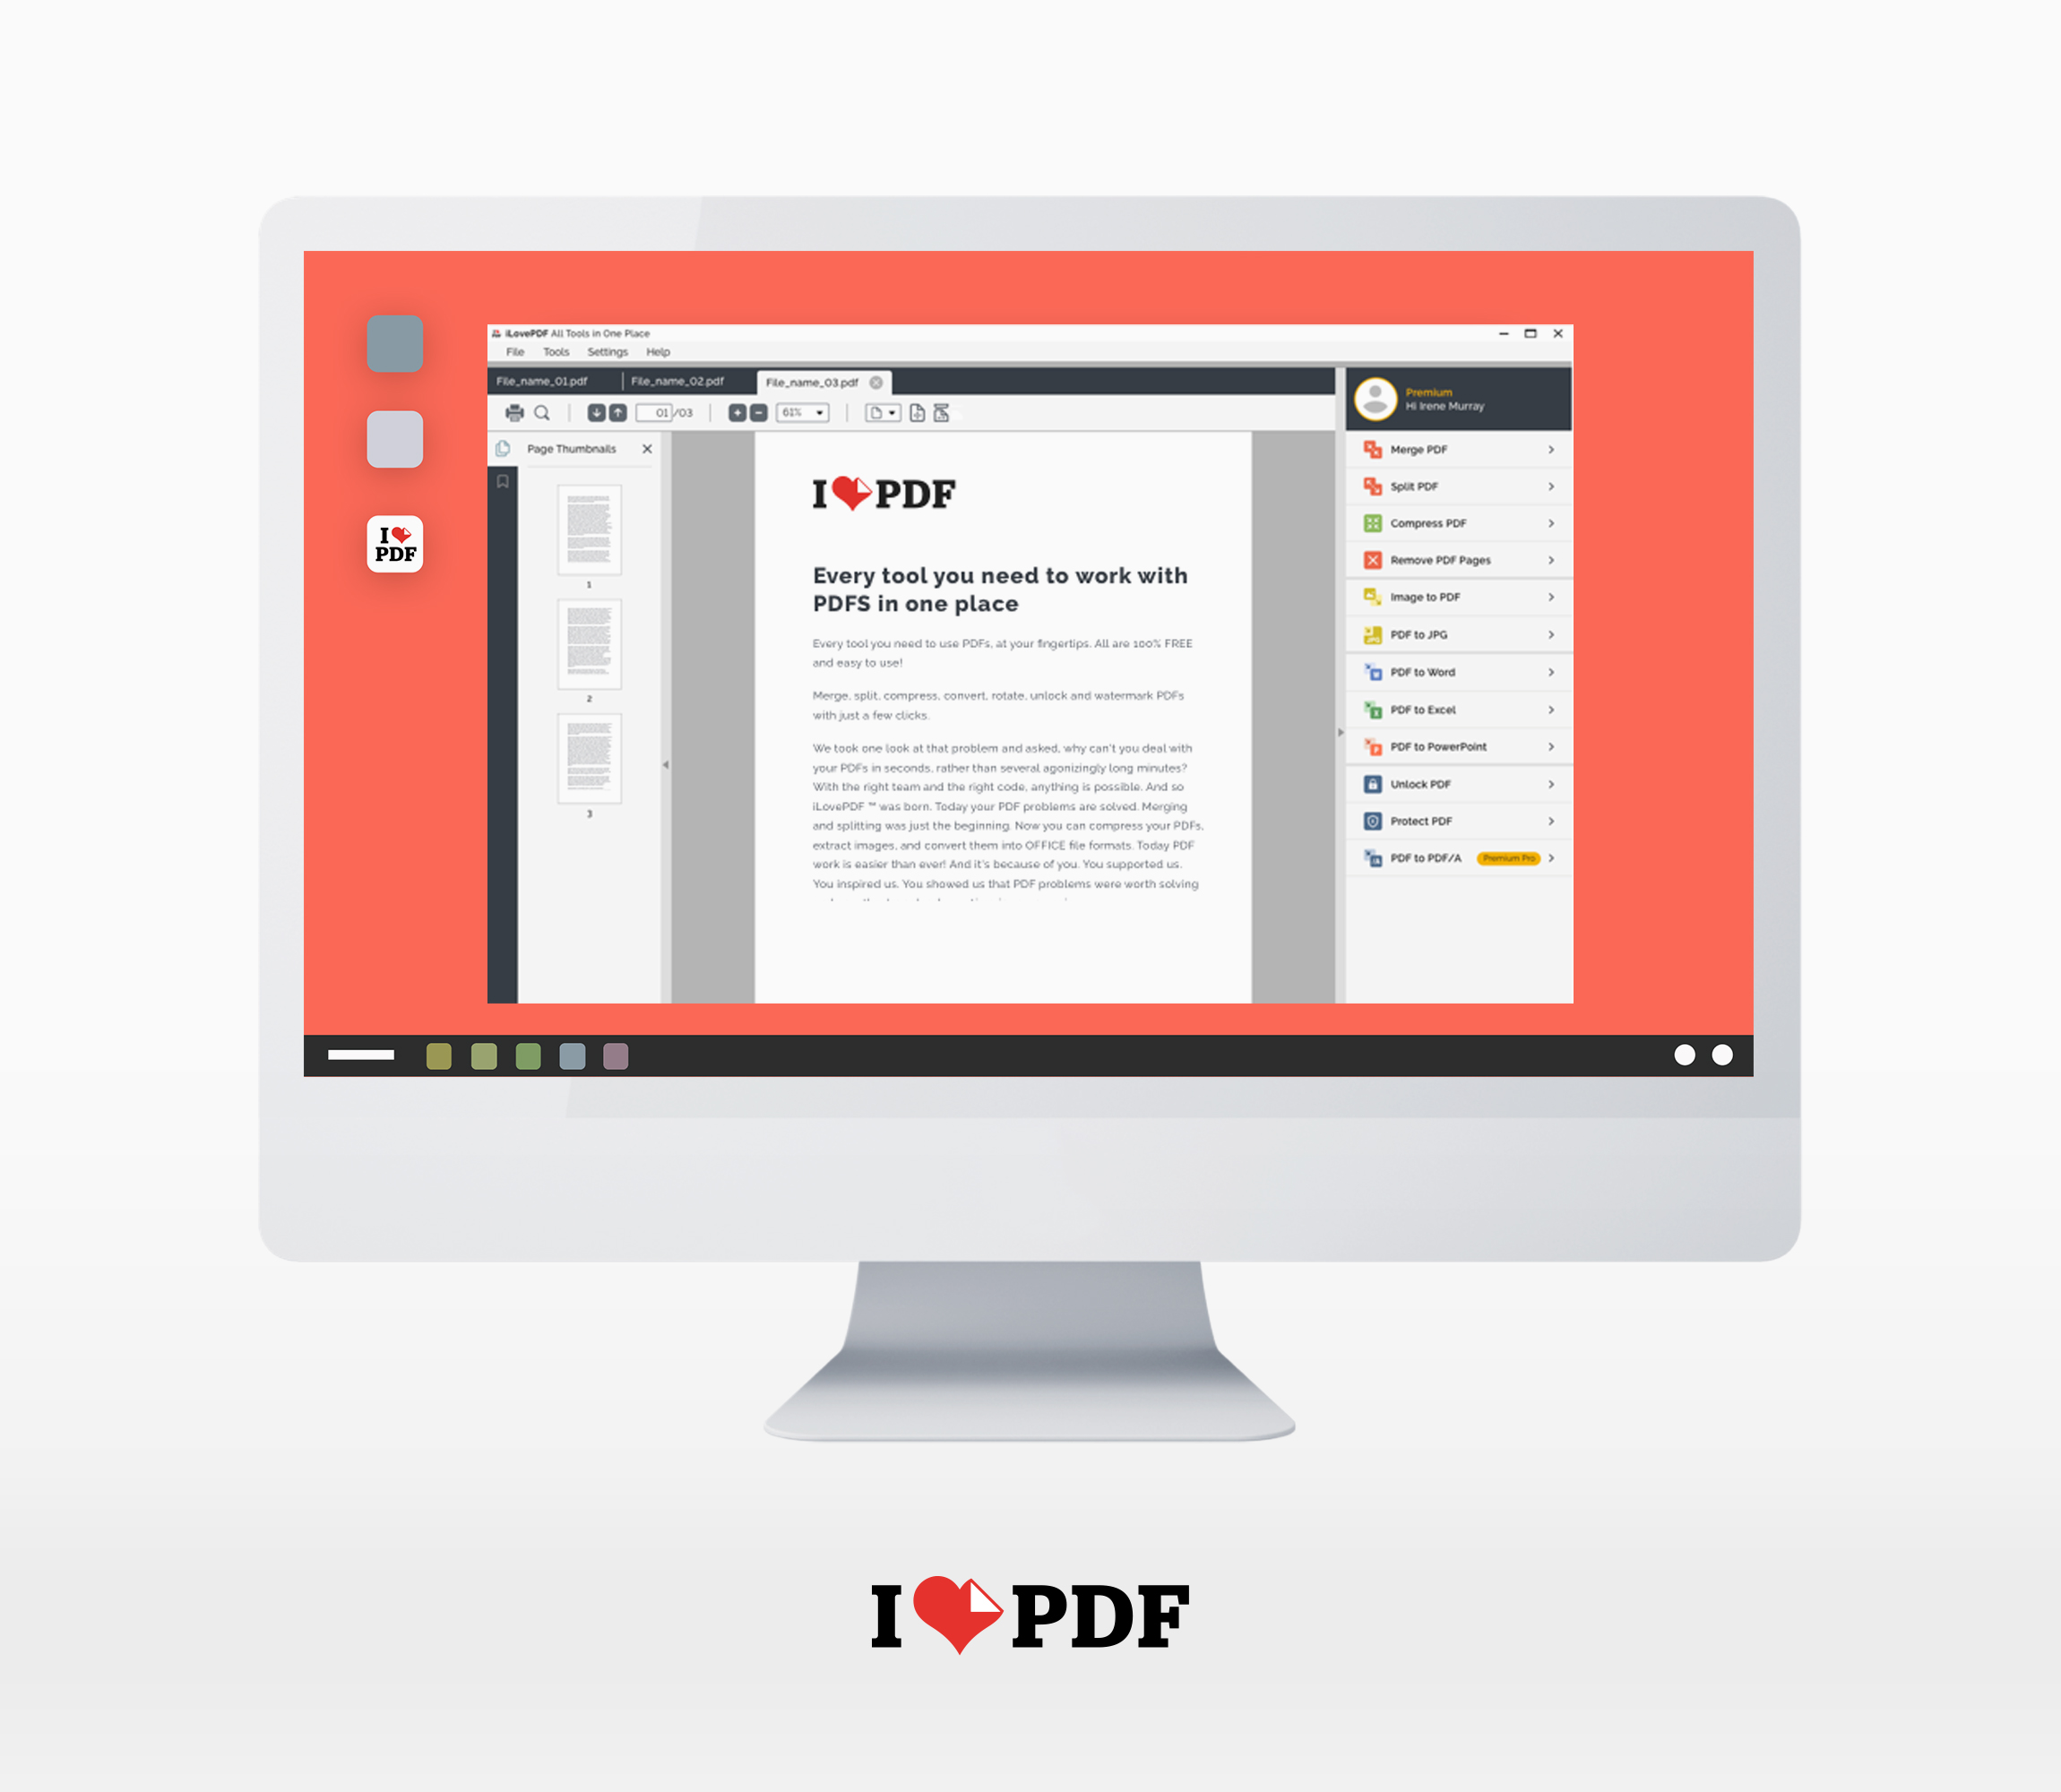 iLovePDF All Tools in One Place
File Tools Settings Help
File_name_01.pdf File_name_02.pdf File_name_03.pdf
01/03 61%
Page Thumbnails
1
2
3
I PDF
Every tool you need to work with
PDFS in one place
Every tool you need to use PDFs, at your fingertips. All are 100% FREE
and easy to use!
Merge, split, compress, convert, rotate, unlock and watermark PDFs
with just a few clicks.
We took one look at that problem and asked, why can't you deal with
your PDFs in seconds, rather than several agonizingly long minutes?
With the right team and the right code, anything is possible. And so
iLovePDF ™ was born. Today your PDF problems are solved. Merging
and splitting was just the beginning. Now you can compress your PDFs,
extract images, and convert them into OFFICE file formats. Today PDF
work is easier than ever! And it's because of you. You supported us.
You inspired us. You showed us that PDF problems were worth solving
Premium
Hi Irene Murray
Merge PDF
Split PDF
Compress PDF
Remove PDF Pages
Image to PDF
PDF to JPG
PDF to Word
PDF to Excel
PDF to PowerPoint
Unlock PDF
Protect PDF
PDF to PDF/A Premium Pro
I
PDF
I PDF